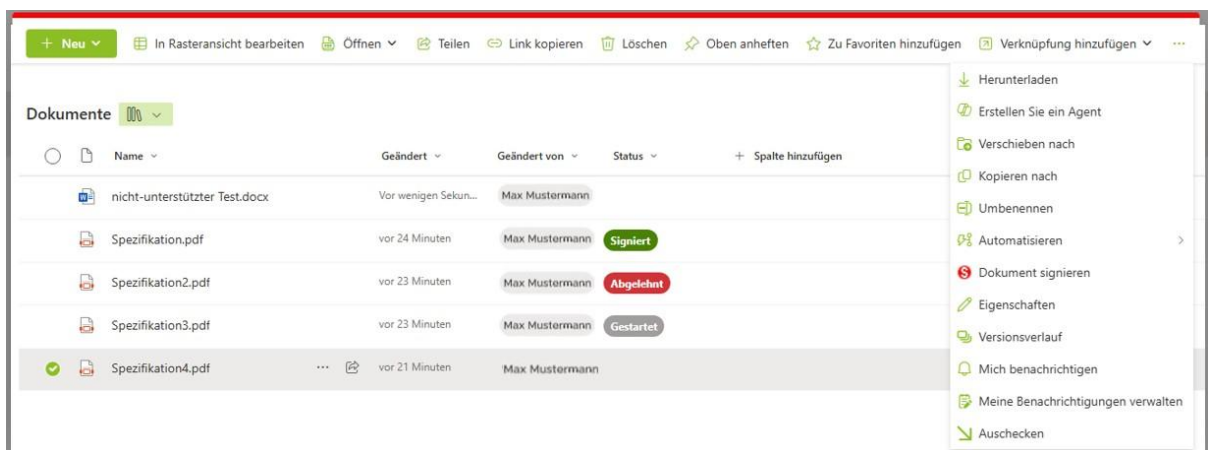 Neu
In Rasteransicht bearbeiten
Öffnen
Teilen
Link kopieren
Löschen
Oben anheften
Zu Favoriten hinzufügen
Verknüpfung hinzufügen
Dokumente
Name
Geändert
Geändert von
Status
Spalte hinzufügen
nicht-unterstützter Test.docx Vor wenigen Sekun... Max Mustermann
Spezifikation.pdf vor 24 Minuten Max Mustermann Signiert
Spezifikation2.pdf vor 23 Minuten Max Mustermann Abgelehnt
Spezifikation3.pdf vor 23 Minuten Max Mustermann Gestartet
Spezifikation4.pdf vor 21 Minuten Max Mustermann
Herunterladen
Erstellen Sie ein Agent
Verschieben nach
Kopieren nach
Umbenennen
Automatisieren
Dokument signieren
Eigenschaften
Versionsverlauf
Mich benachrichtigen
Meine Benachrichtigungen verwalten
Auschecken